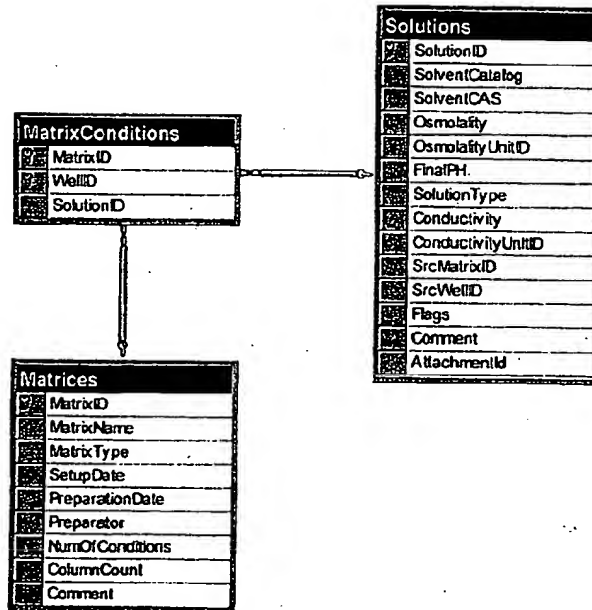 MatrixConditions
MatrixID
WellID
SolutionID
Solutions
SolutionID
SolventCatalog
SolventCAS
Osmolality
OsmolalityUnitID
FinalPH.
SolutionType
Conductivity
ConductivityUnitID
SrcMatrixID
SrcWellID
Flags
Comment
AttachmentId
Matrices
MatrixID
MatrixName
MatrixType
SetupDate
PreparationDate
Preparator
NumOfConditions
ColumnCount
Comment